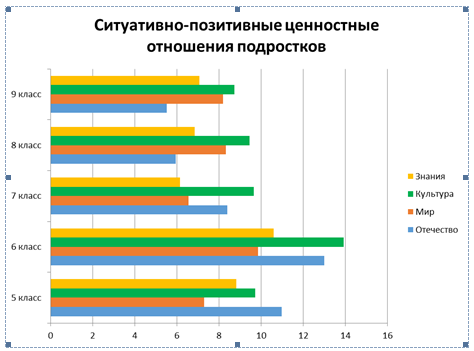 Ситуативно-позитивные ценностные
отношения подростков
9 класс
8 класс
7 класс
6 класс
5 класс
0 2 4 6 8 10 12 14 16
Знания
Культура
Мир
Отечество